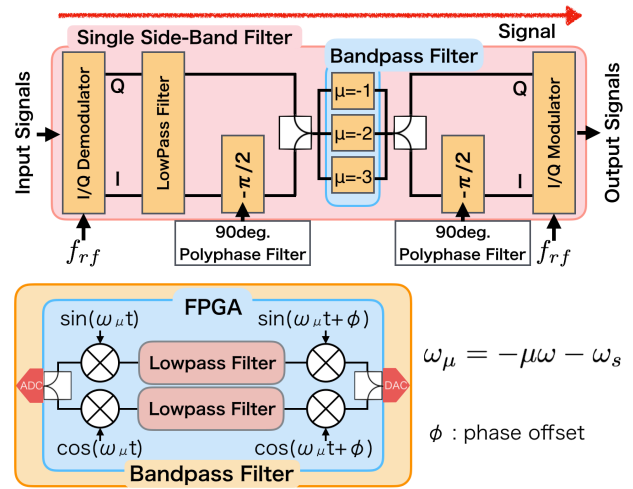 Signal
Single Side-Band Filter
Bandpass Filter
Input Signals
I/Q Demodulator
Q
I
LowPass Filter
-π/2
μ=-1
μ=-2
μ=-3
Q
I
-π/2
I/Q Modulator
Output Signals
f_rf
90deg.
Polyphase Filter
90deg.
Polyphase Filter
f_rf
FPGA
sin(ω_μt)
sin(ω_μt+φ)
ADC
Lowpass Filter
Lowpass Filter
DAC
cos(ω_μt)
cos(ω_μt+φ)
Bandpass Filter
ω_μ = −μω − ω_s
φ : phase offset